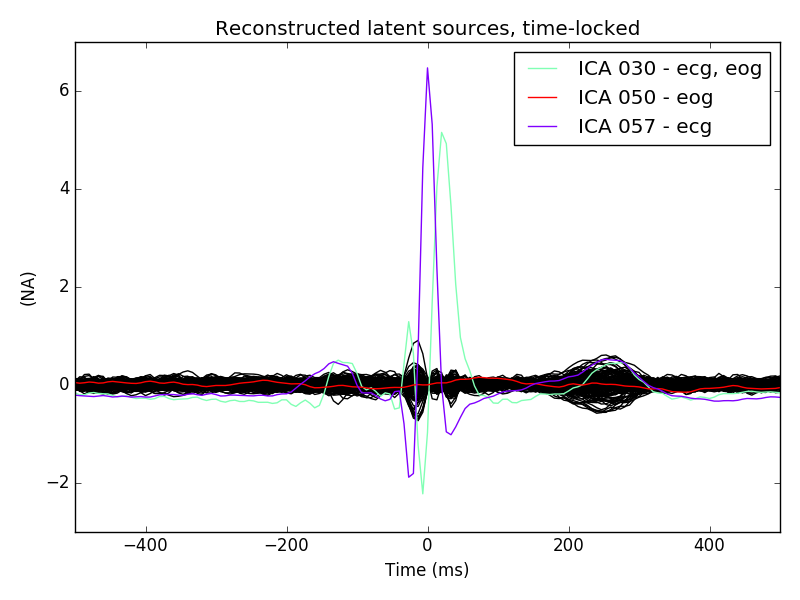 Reconstructed latent sources, time-locked
ICA 030 - ecg, eog
ICA 050 - eog
ICA 057 - ecg
6
4
2
0
−2
(NA)
−400
−200
0
200
400
Time (ms)